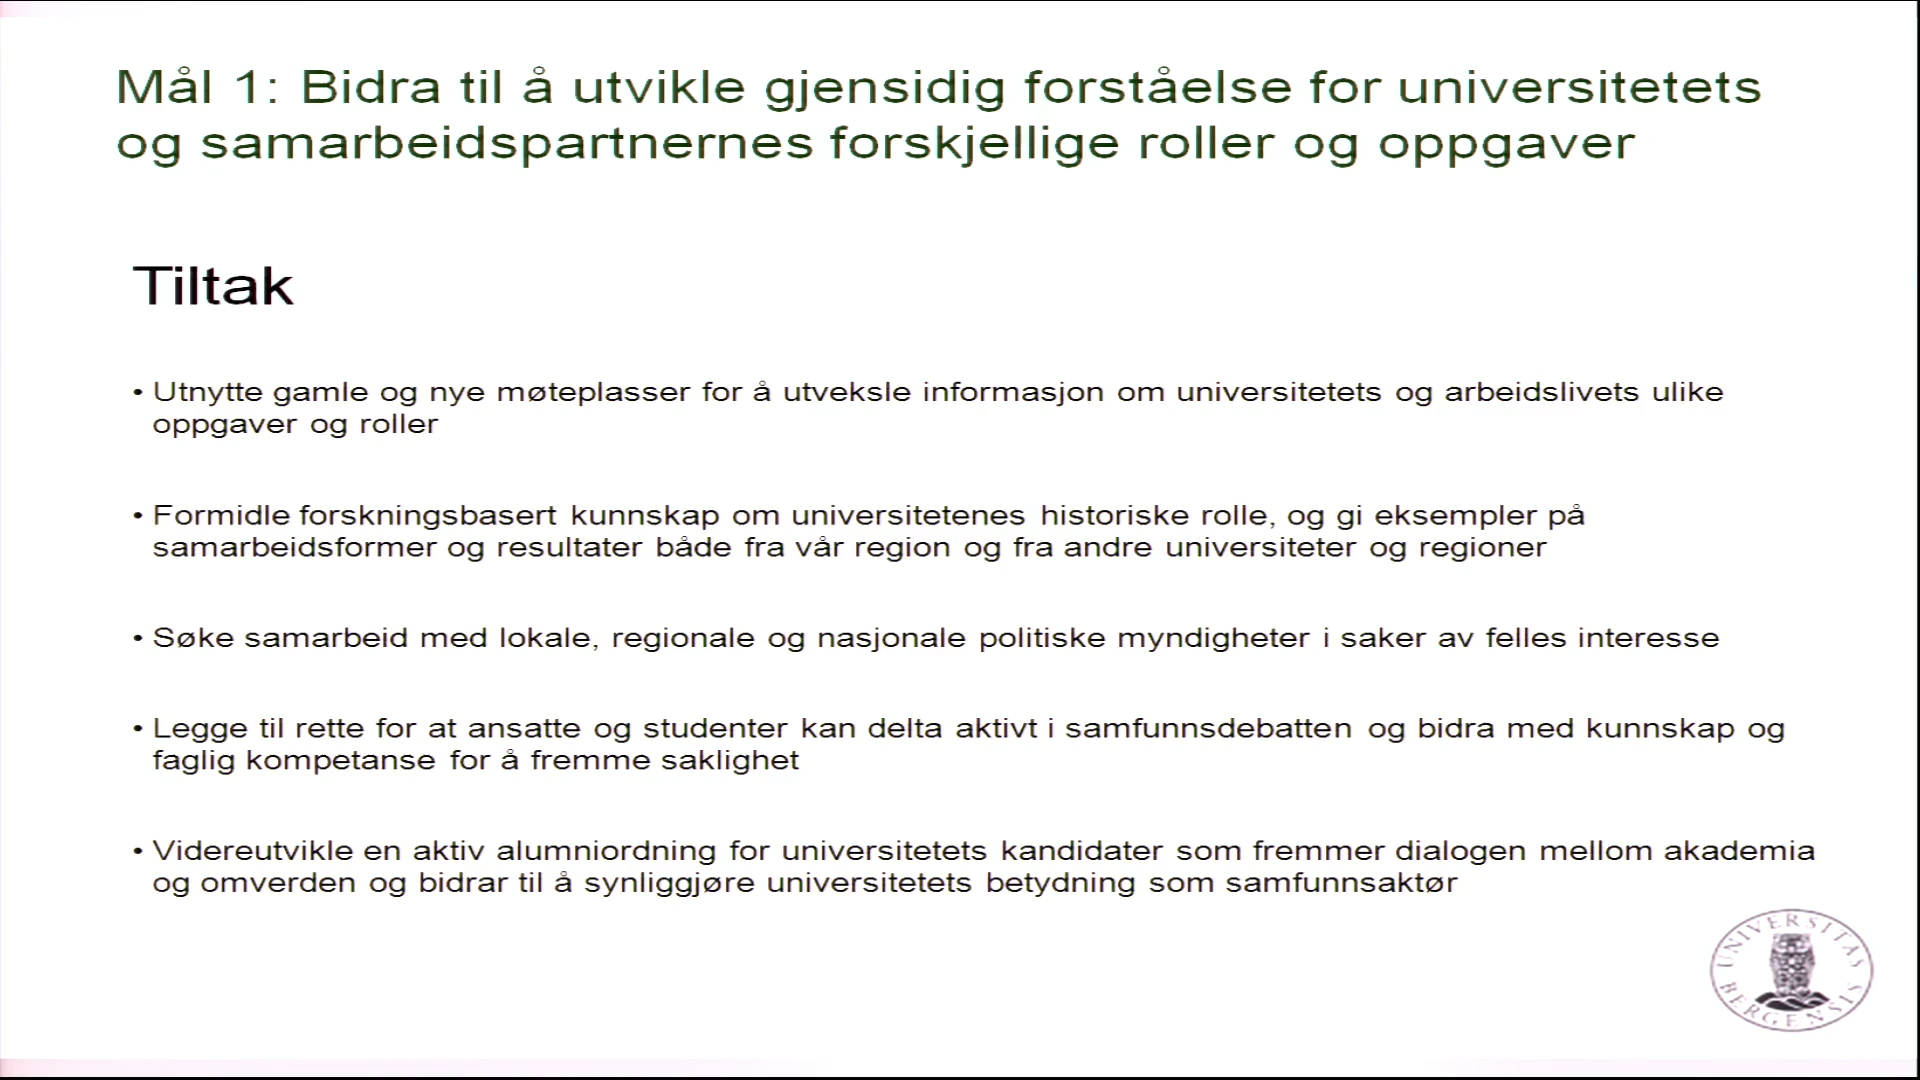 Mål 1: Bidra til å utvikle gjensidig forståelse for universitetets
og samarbeidspartnernes forskjellige roller og oppgaver
Tiltak
• Utnytte gamle og nye møteplasser for å utveksle informasjon om universitetets og arbeidslivets ulike
oppgaver og roller
• Formidle forskningsbasert kunnskap om universitetenes historiske rolle, og gi eksempler på
samarbeidsformer og resultater både fra vår region og fra andre universiteter og regioner
• Søke samarbeid med lokale, regionale og nasjonale politiske myndigheter i saker av felles interesse
• Legge til rette for at ansatte og studenter kan delta aktivt i samfunnsdebatten og bidra med kunnskap og
faglig kompetanse for å fremme saklighet
• Videreutvikle en aktiv alumniordning for universitetets kandidater som fremmer dialogen mellom akademia
og omverden og bidrar til å synliggjøre universitetets betydning som samfunnsaktør
UNIVERSITAS
BERGENSIS